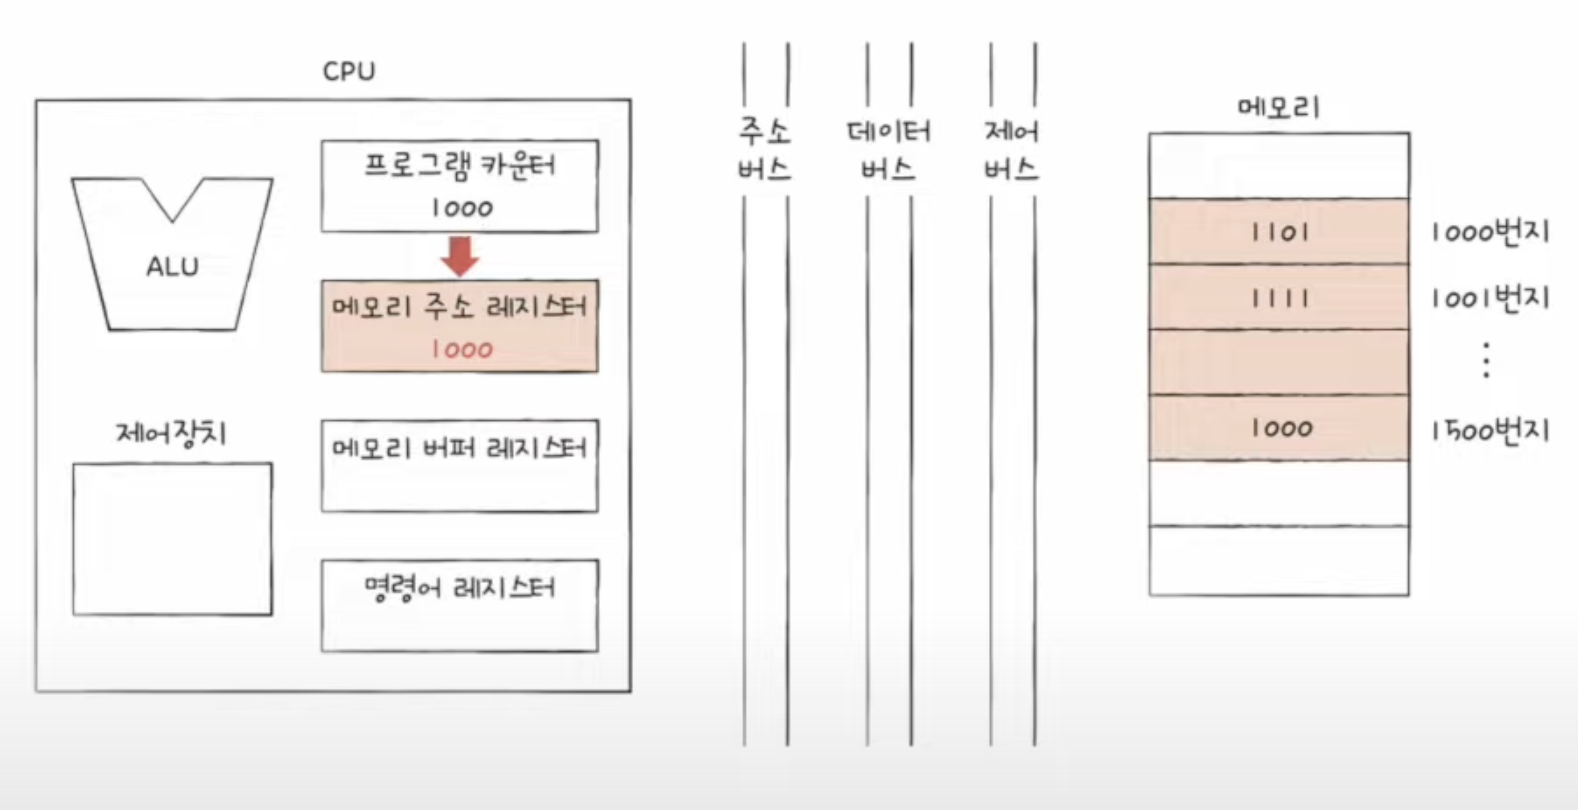 CPU
ALU
제어장치
프로그램 카운터
1000
메모리 주소 레지스터
1000
메모리 버퍼 레지스터
명령어 레지스터
주소
버스
데이터
버스
제어
버스
메모리
1101
1000번지
1111
1001번지
⋮
1000
1500번지